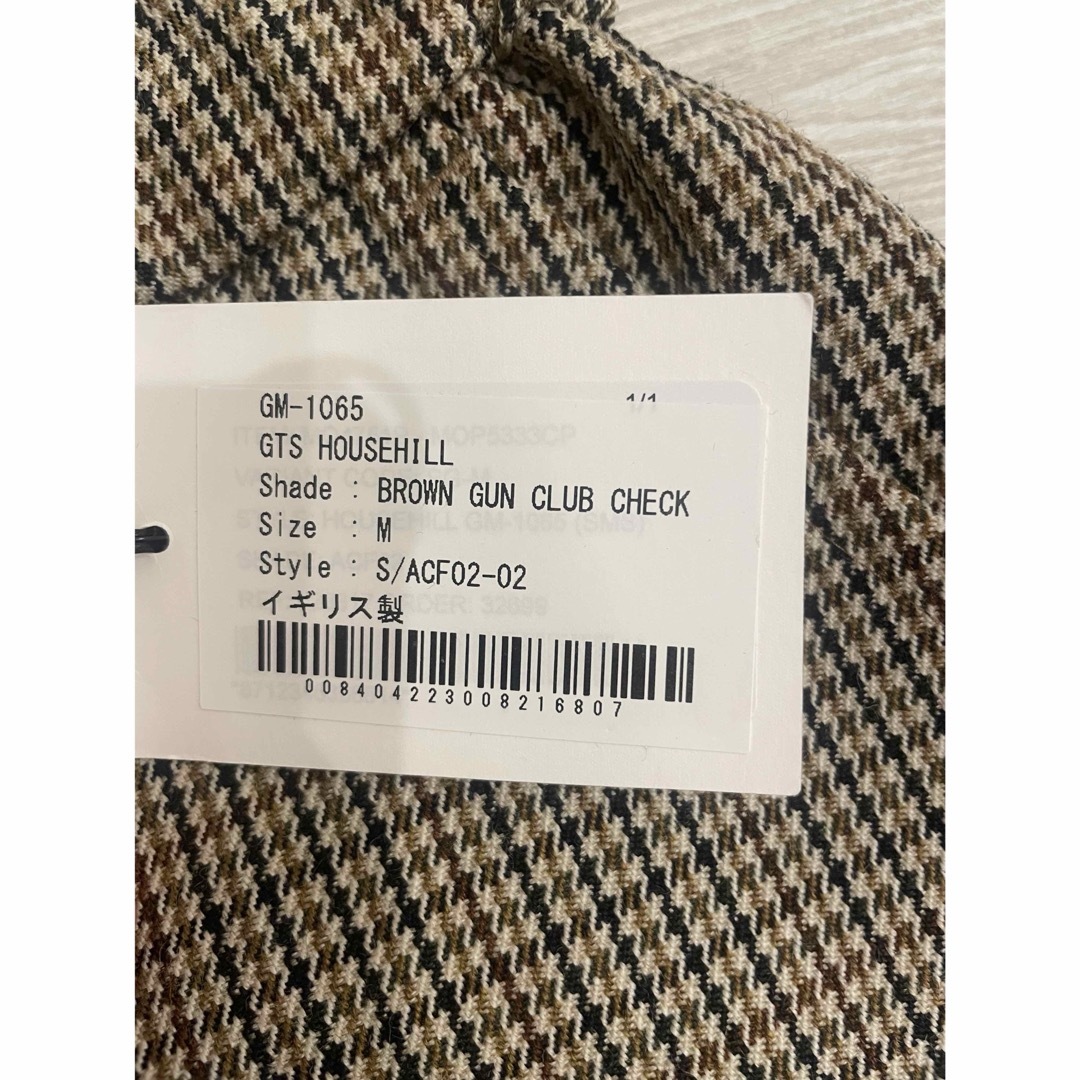 GM-1065 1/1
GTS HOUSEHILL
Shade : BROWN GUN CLUB CHECK
Size : M
Style : S/ACF02-02
イギリス製
008404223008216807